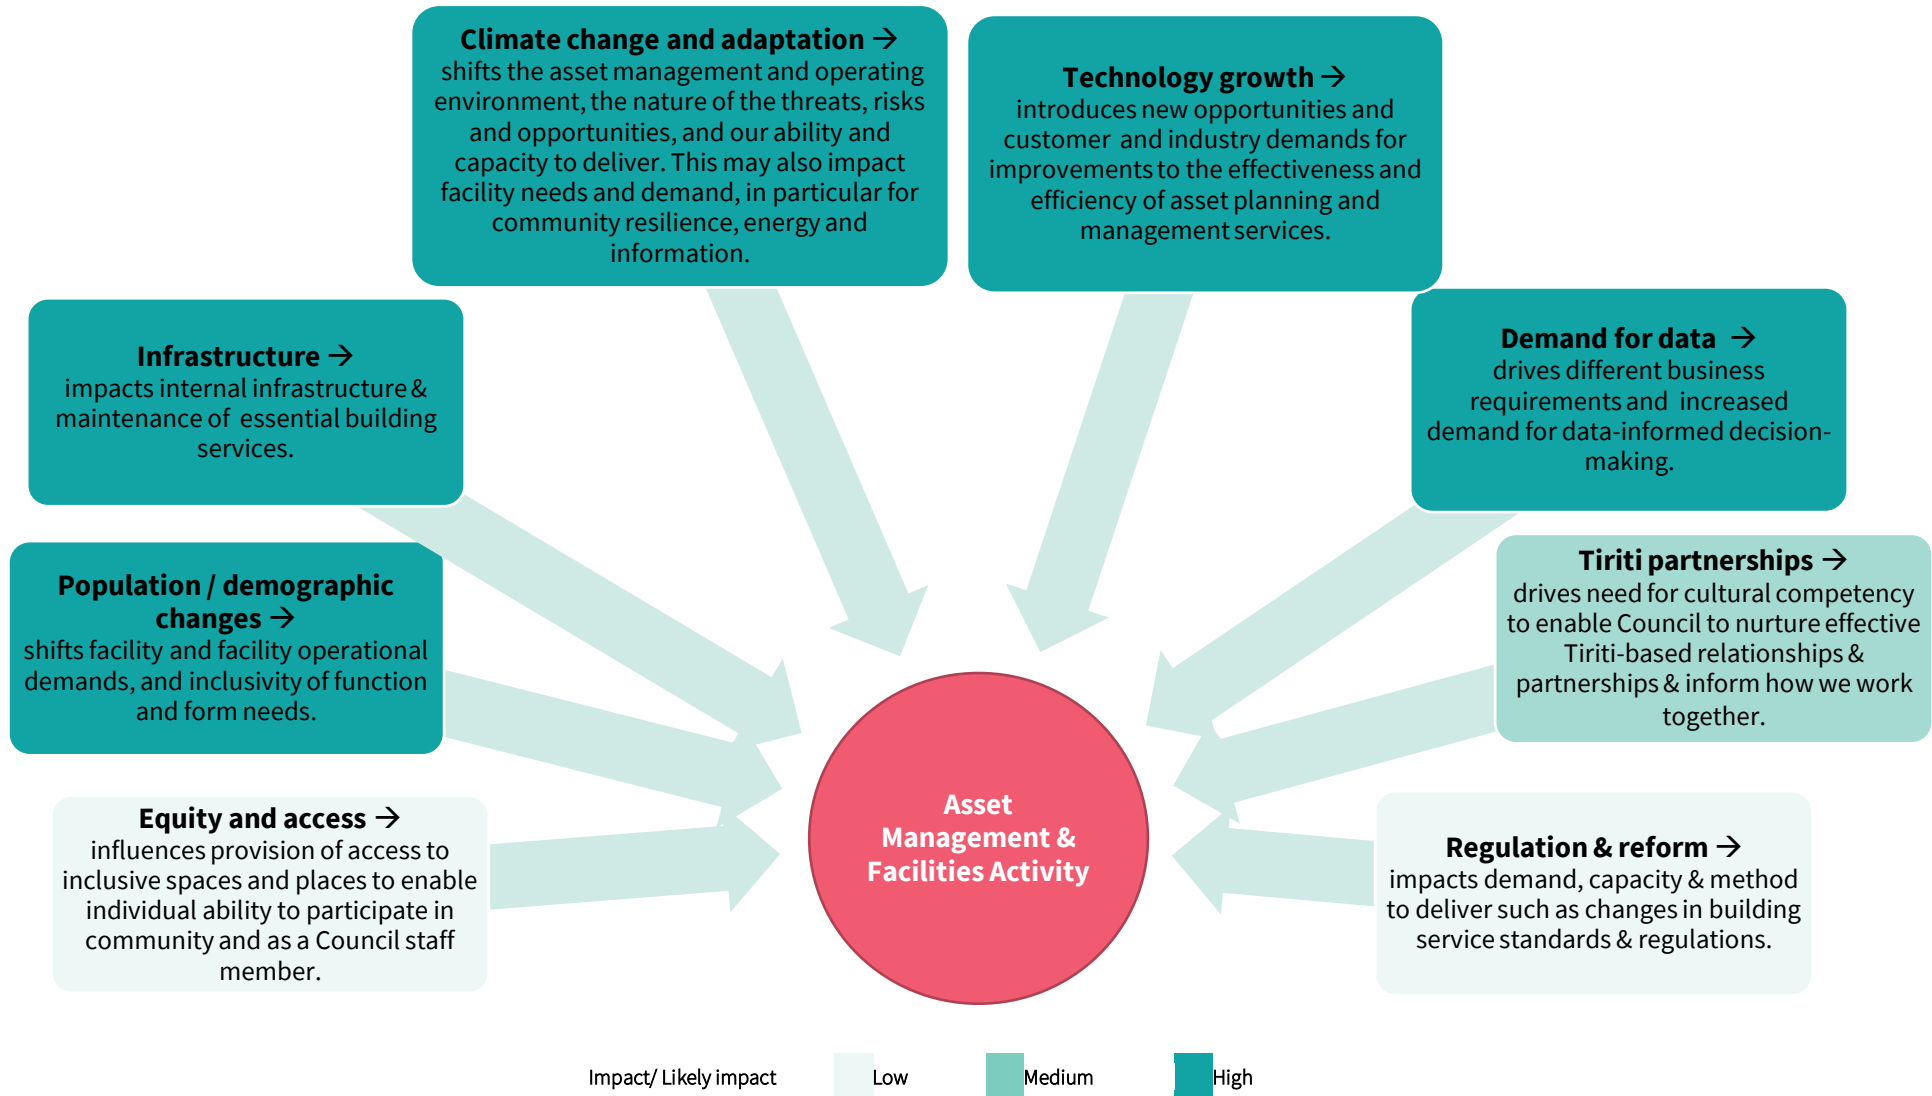 Climate change and adaptation →
shifts the asset management and operating
environment, the nature of the threats, risks
and opportunities, and our ability and
capacity to deliver. This may also impact
facility needs and demand, in particular for
community resilience, energy and
information.
Technology growth →
introduces new opportunities and
customer and industry demands for
improvements to the effectiveness and
efficiency of asset planning and
management services.
Infrastructure →
impacts internal infrastructure &
maintenance of essential building
services.
Demand for data →
drives different business
requirements and increased
demand for data-informed decision-
making.
Population / demographic
changes →
shifts facility and facility operational
demands, and inclusivity of function
and form needs.
Tiriti partnerships →
drives need for cultural competency
to enable Council to nurture effective
Tiriti-based relationships &
partnerships & inform how we work
together.
Equity and access →
influences provision of access to
inclusive spaces and places to enable
individual ability to participate in
community and as a Council staff
member.
Asset
Management &
Facilities Activity
Regulation & reform →
impacts demand, capacity & method
to deliver such as changes in building
service standards & regulations.
Impact/ Likely impact
Low
Medium
High